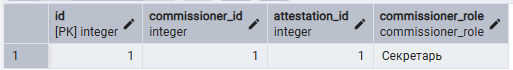 id commissioner_id attestation_id commissioner_role
[PK] integer integer integer commissioner_role
1 1 1 1 Секретарь